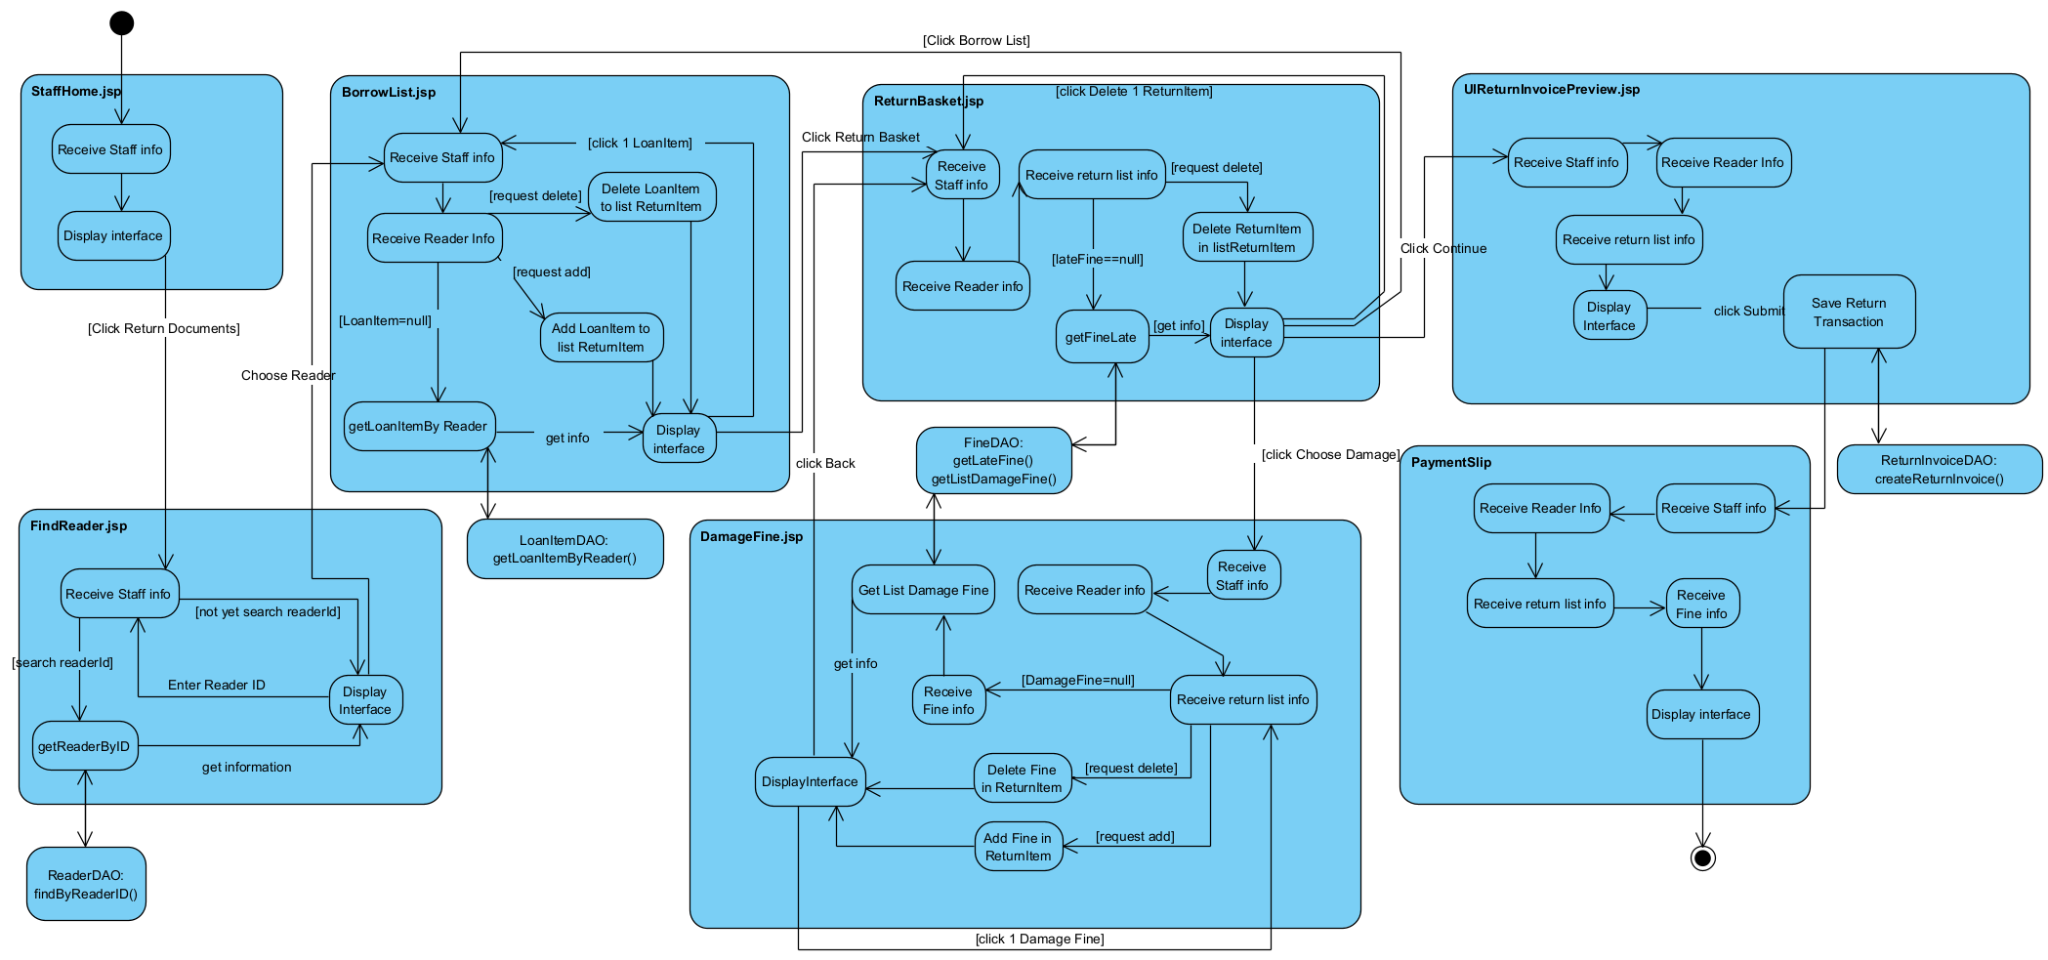 StaffHome.jsp
Receive Staff info
Display interface
[Click Return Documents]
FindReader.jsp
Receive Staff info
[not yet search readerId]
[search readerId]
Enter Reader ID
Display
Interface
getReaderByID
get information
ReaderDAO:
findByReaderID()
Choose Reader
BorrowList.jsp
Receive Staff info
[click 1 LoanItem]
[request delete]
Delete LoanItem
to list ReturnItem
Receive Reader Info
[request add]
[LoanItem=null]
Add LoanItem to
list ReturnItem
getLoanItemBy Reader
get info
Display
interface
LoanItemDAO:
getLoanItemByReader()
[Click Borrow List]
Click Return Basket
click Back
ReturnBasket.jsp
[click Delete 1 ReturnItem]
Receive
Staff info
Receive return list info
[request delete]
Delete ReturnItem
in listReturnItem
[lateFine==null]
Receive Reader info
getFineLate
[get info]
Display
interface
Click Continue
FineDAO:
getLateFine()
getListDamageFine()
[click Choose Damage]
DamageFine.jsp
Get List Damage Fine
Receive Reader info
Receive
Staff info
get info
[DamageFine=null]
Receive
Fine info
Receive return list info
DisplayInterface
Delete Fine
in ReturnItem
[request delete]
Add Fine in
ReturnItem
[request add]
[click 1 Damage Fine]
UIReturnInvoicePreview.jsp
Receive Staff info
Receive Reader Info
Receive return list info
Display
Interface
click Submit
Save Return
Transaction
ReturnInvoiceDAO:
createReturnInvoice()
PaymentSlip
Receive Reader Info
Receive Staff info
Receive return list info
Receive
Fine info
Display interface